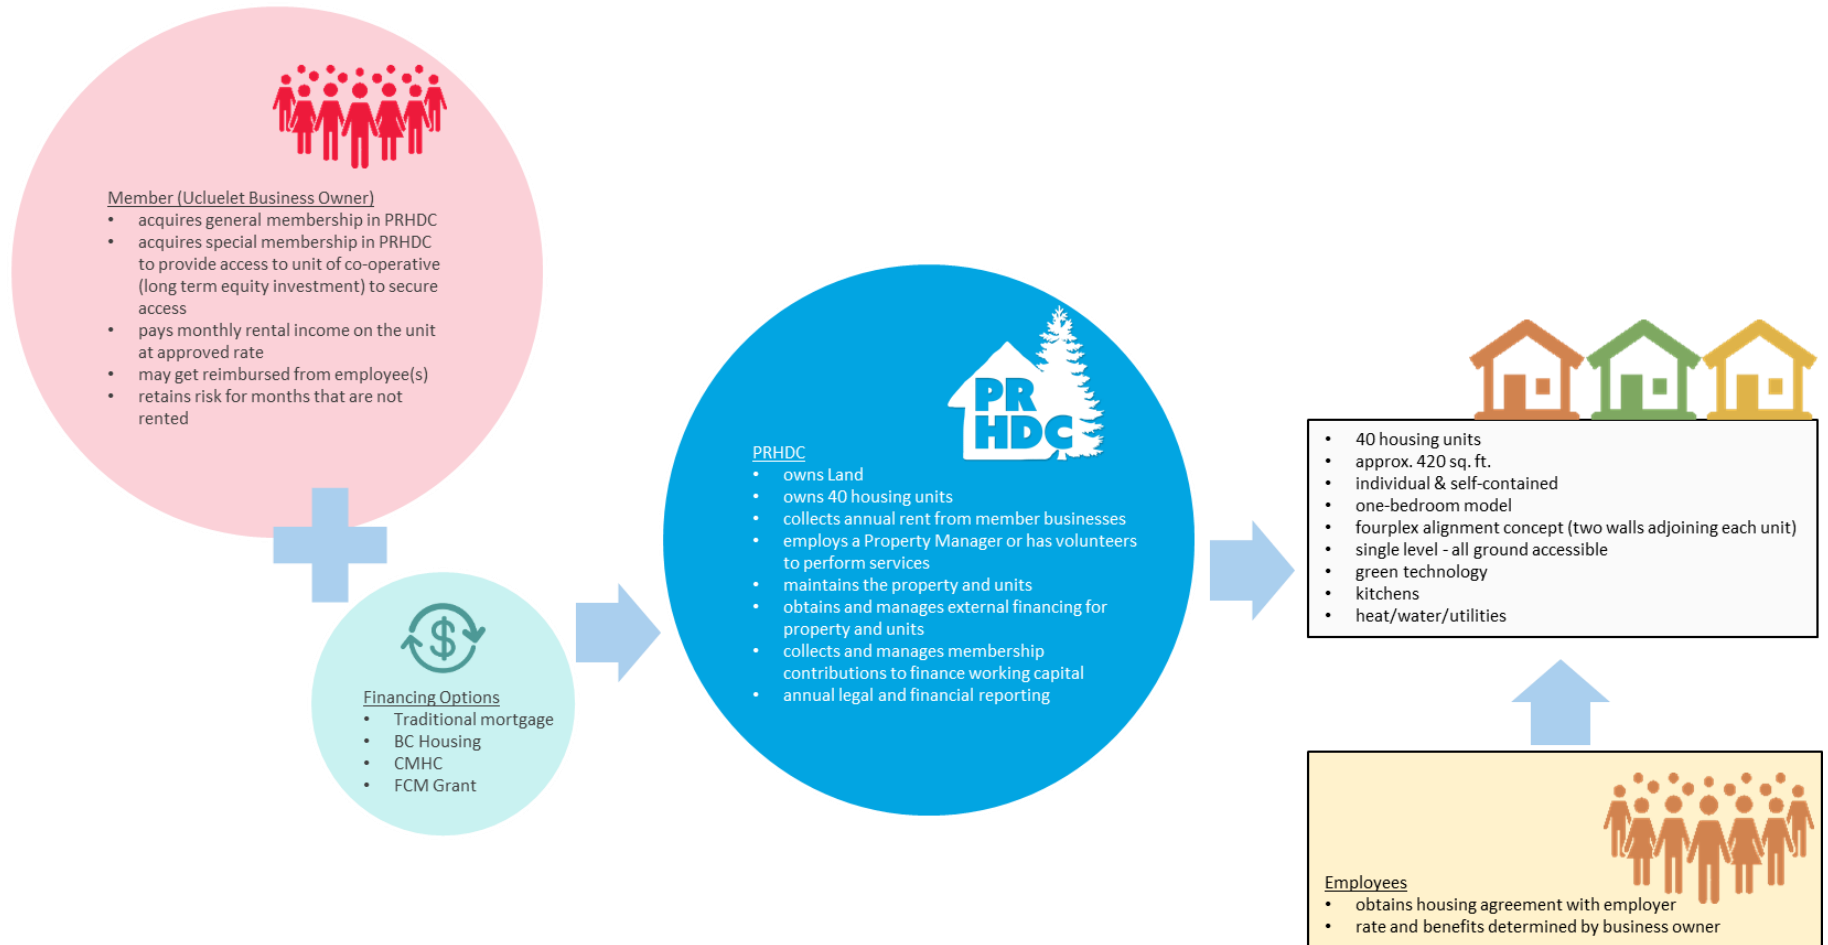 Member (Ucluelet Business Owner)
• acquires general membership in PRHDC
• acquires special membership in PRHDC
to provide access to unit of co-operative
(long term equity investment) to secure
access
• pays monthly rental income on the unit
at approved rate
• may get reimbursed from employee(s)
• retains risk for months that are not
rented
$
Financing Options
• Traditional mortgage
• BC Housing
• CMHC
• FCM Grant
PR
HDC
PRHDC
• owns Land
• owns 40 housing units
• collects annual rent from member businesses
• employs a Property Manager or has volunteers
to perform services
• maintains the property and units
• obtains and manages external financing for
property and units
• collects and manages membership
contributions to finance working capital
• annual legal and financial reporting
• 40 housing units
• approx. 420 sq. ft.
• individual & self-contained
• one-bedroom model
• fourplex alignment concept (two walls adjoining each unit)
• single level - all ground accessible
• green technology
• kitchens
• heat/water/utilities
Employees
• obtains housing agreement with employer
• rate and benefits determined by business owner